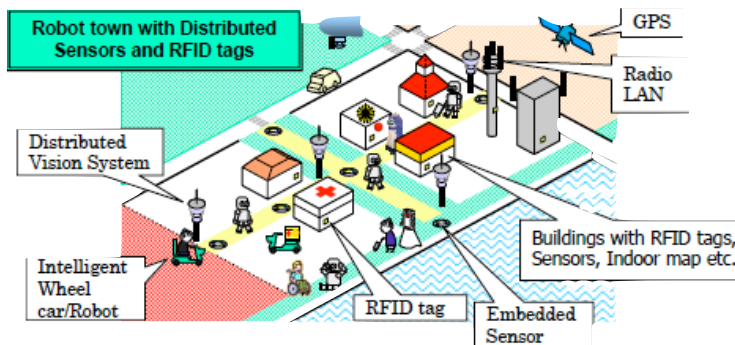 Robot town with Distributed
Sensors and RFID tags
GPS
Radio
LAN
Distributed
Vision System
Buildings with RFID tags,
Sensors, Indoor map etc.
Intelligent
Wheel
car/Robot
RFID tag
Embedded
Sensor